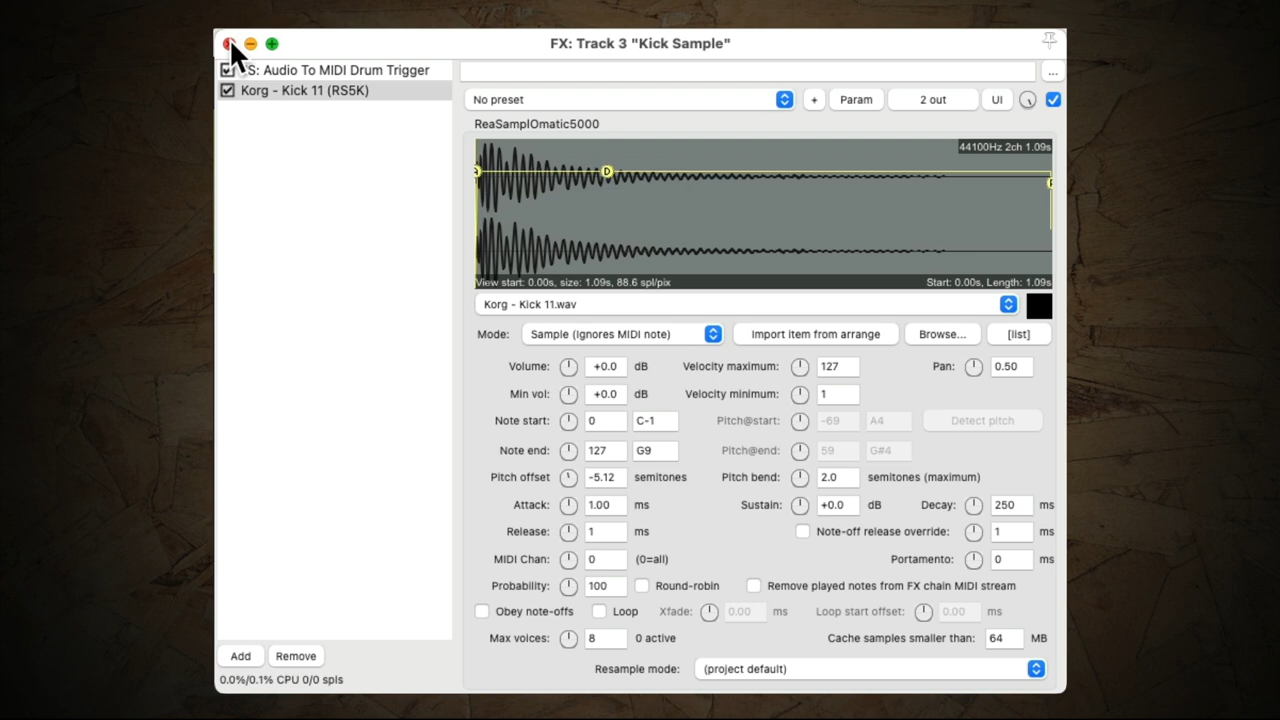 FX: Track 3 "Kick Sample"
S: Audio To MIDI Drum Trigger
Korg - Kick 11 (RS5K)
...
No preset + Param 2 out UI
ReaSamplOmatic5000
44100Hz 2ch 1.09s
D
View start: 0.00s, size: 1.09s, 88.6 spl/pix Start: 0.00s, Length: 1.09s
Korg - Kick 11.wav
Mode: Sample (Ignores MIDI note) Import item from arrange Browse... [list]
Volume: +0.0 dB Velocity maximum: 127 Pan: 0.50
Min vol: +0.0 dB Velocity minimum: 1
Note start: 0 C-1 Pitch@start: -69 A4 Detect pitch
Note end: 127 G9 Pitch@end: 59 G#4
Pitch offset -5.12 semitones Pitch bend: 2.0 semitones (maximum)
Attack: 1.00 ms Sustain: +0.0 dB Decay: 250 ms
Release: 1 ms Note-off release override: 1 ms
MIDI Chan: 0 (0=all) Portamento: 0 ms
Probability: 100 Round-robin Remove played notes from FX chain MIDI stream
Obey note-offs Loop Xfade: 0.00 ms Loop start offset: 0.00 ms
Max voices: 8 0 active Cache samples smaller than: 64 MB
Resample mode: (project default)
Add Remove
0.0%/0.1% CPU 0/0 spls